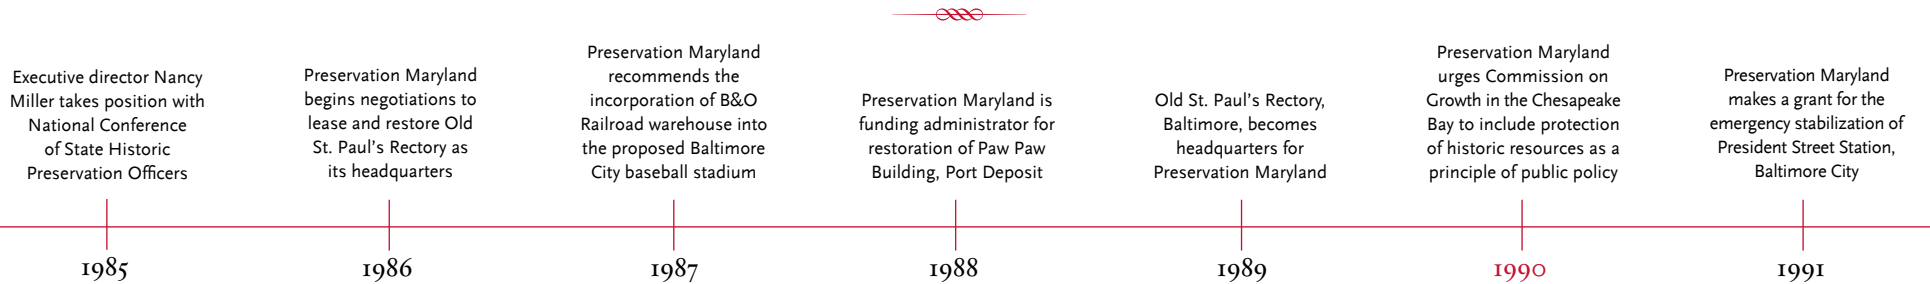 Executive director Nancy
Miller takes position with
National Conference
of State Historic
Preservation Officers
1985
Preservation Maryland
begins negotiations to
lease and restore Old
St. Paul’s Rectory as
its headquarters
1986
Preservation Maryland
recommends the
incorporation of B&O
Railroad warehouse into
the proposed Baltimore
City baseball stadium
1987
Preservation Maryland is
funding administrator for
restoration of Paw Paw
Building, Port Deposit
1988
Old St. Paul’s Rectory,
Baltimore, becomes
headquarters for
Preservation Maryland
1989
Preservation Maryland
urges Commission on
Growth in the Chesapeake
Bay to include protection
of historic resources as a
principle of public policy
1990
Preservation Maryland
makes a grant for the
emergency stabilization of
President Street Station,
Baltimore City
1991